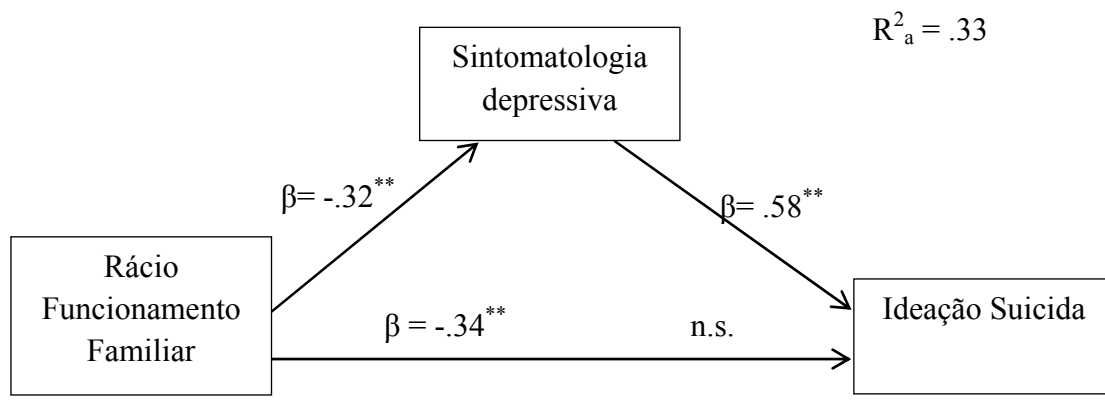 R²ₐ = .33
Sintomatologia
depressiva
β= -.32**
β= .58**
Rácio
Funcionamento
Familiar
β = -.34**
n.s.
Ideação Suicida